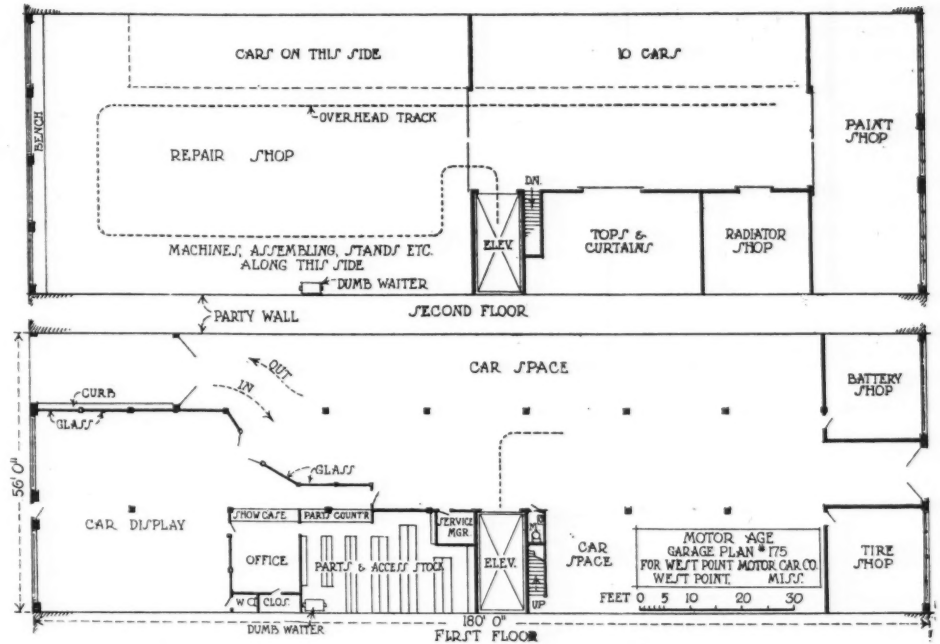 CARS ON THIS SIDE
10 CARS
OVERHEAD TRACK
BENCH
REPAIR SHOP
PAINT
SHOP
DN.
ELEV.
TOPS &
CURTAINS
RADIATOR
SHOP
MACHINES, ASSEMBLING, STANDS ETC.
ALONG THIS SIDE
DUMB WAITER
PARTY WALL
SECOND FLOOR
OUT
IN
CAR SPACE
BATTERY
SHOP
CURB
GLASS
GLASS
56' 0"
CAR DISPLAY
SHOW CASE
PARTS COUNTR.
SERVICE
MGR.
M
OFFICE
PARTS & ACCESS STOCK
ELEV.
CAR
SPACE
UP
MOTOR AGE
GARAGE PLAN # 175
FOR WEST POINT MOTOR CAR CO.
WEST POINT, MISS.
TIRE
SHOP
W C
CLOS.
FEET 0 5 10 20 30
DUMB WAITER
180' 0"
FIRST FLOOR